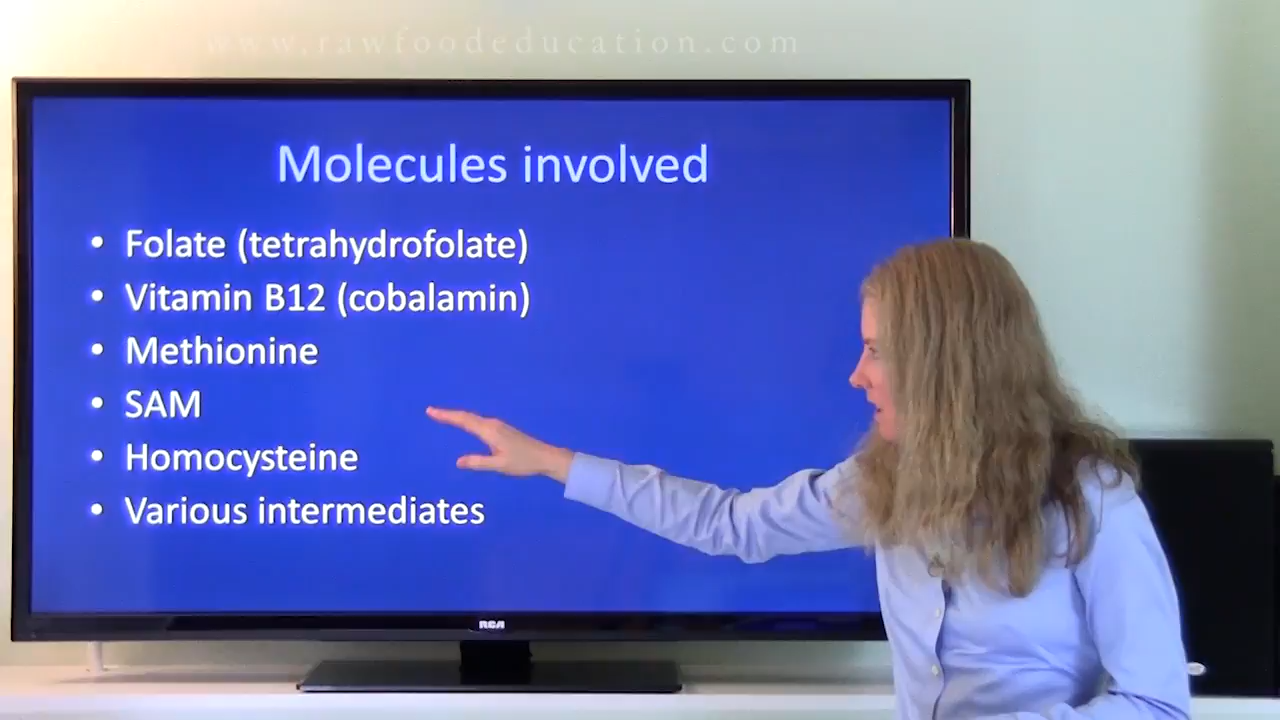 www.rawfoodeducation.com
Molecules involved
• Folate (tetrahydrofolate)
• Vitamin B12 (cobalamin)
• Methionine
• SAM
• Homocysteine
• Various intermediates
RCA